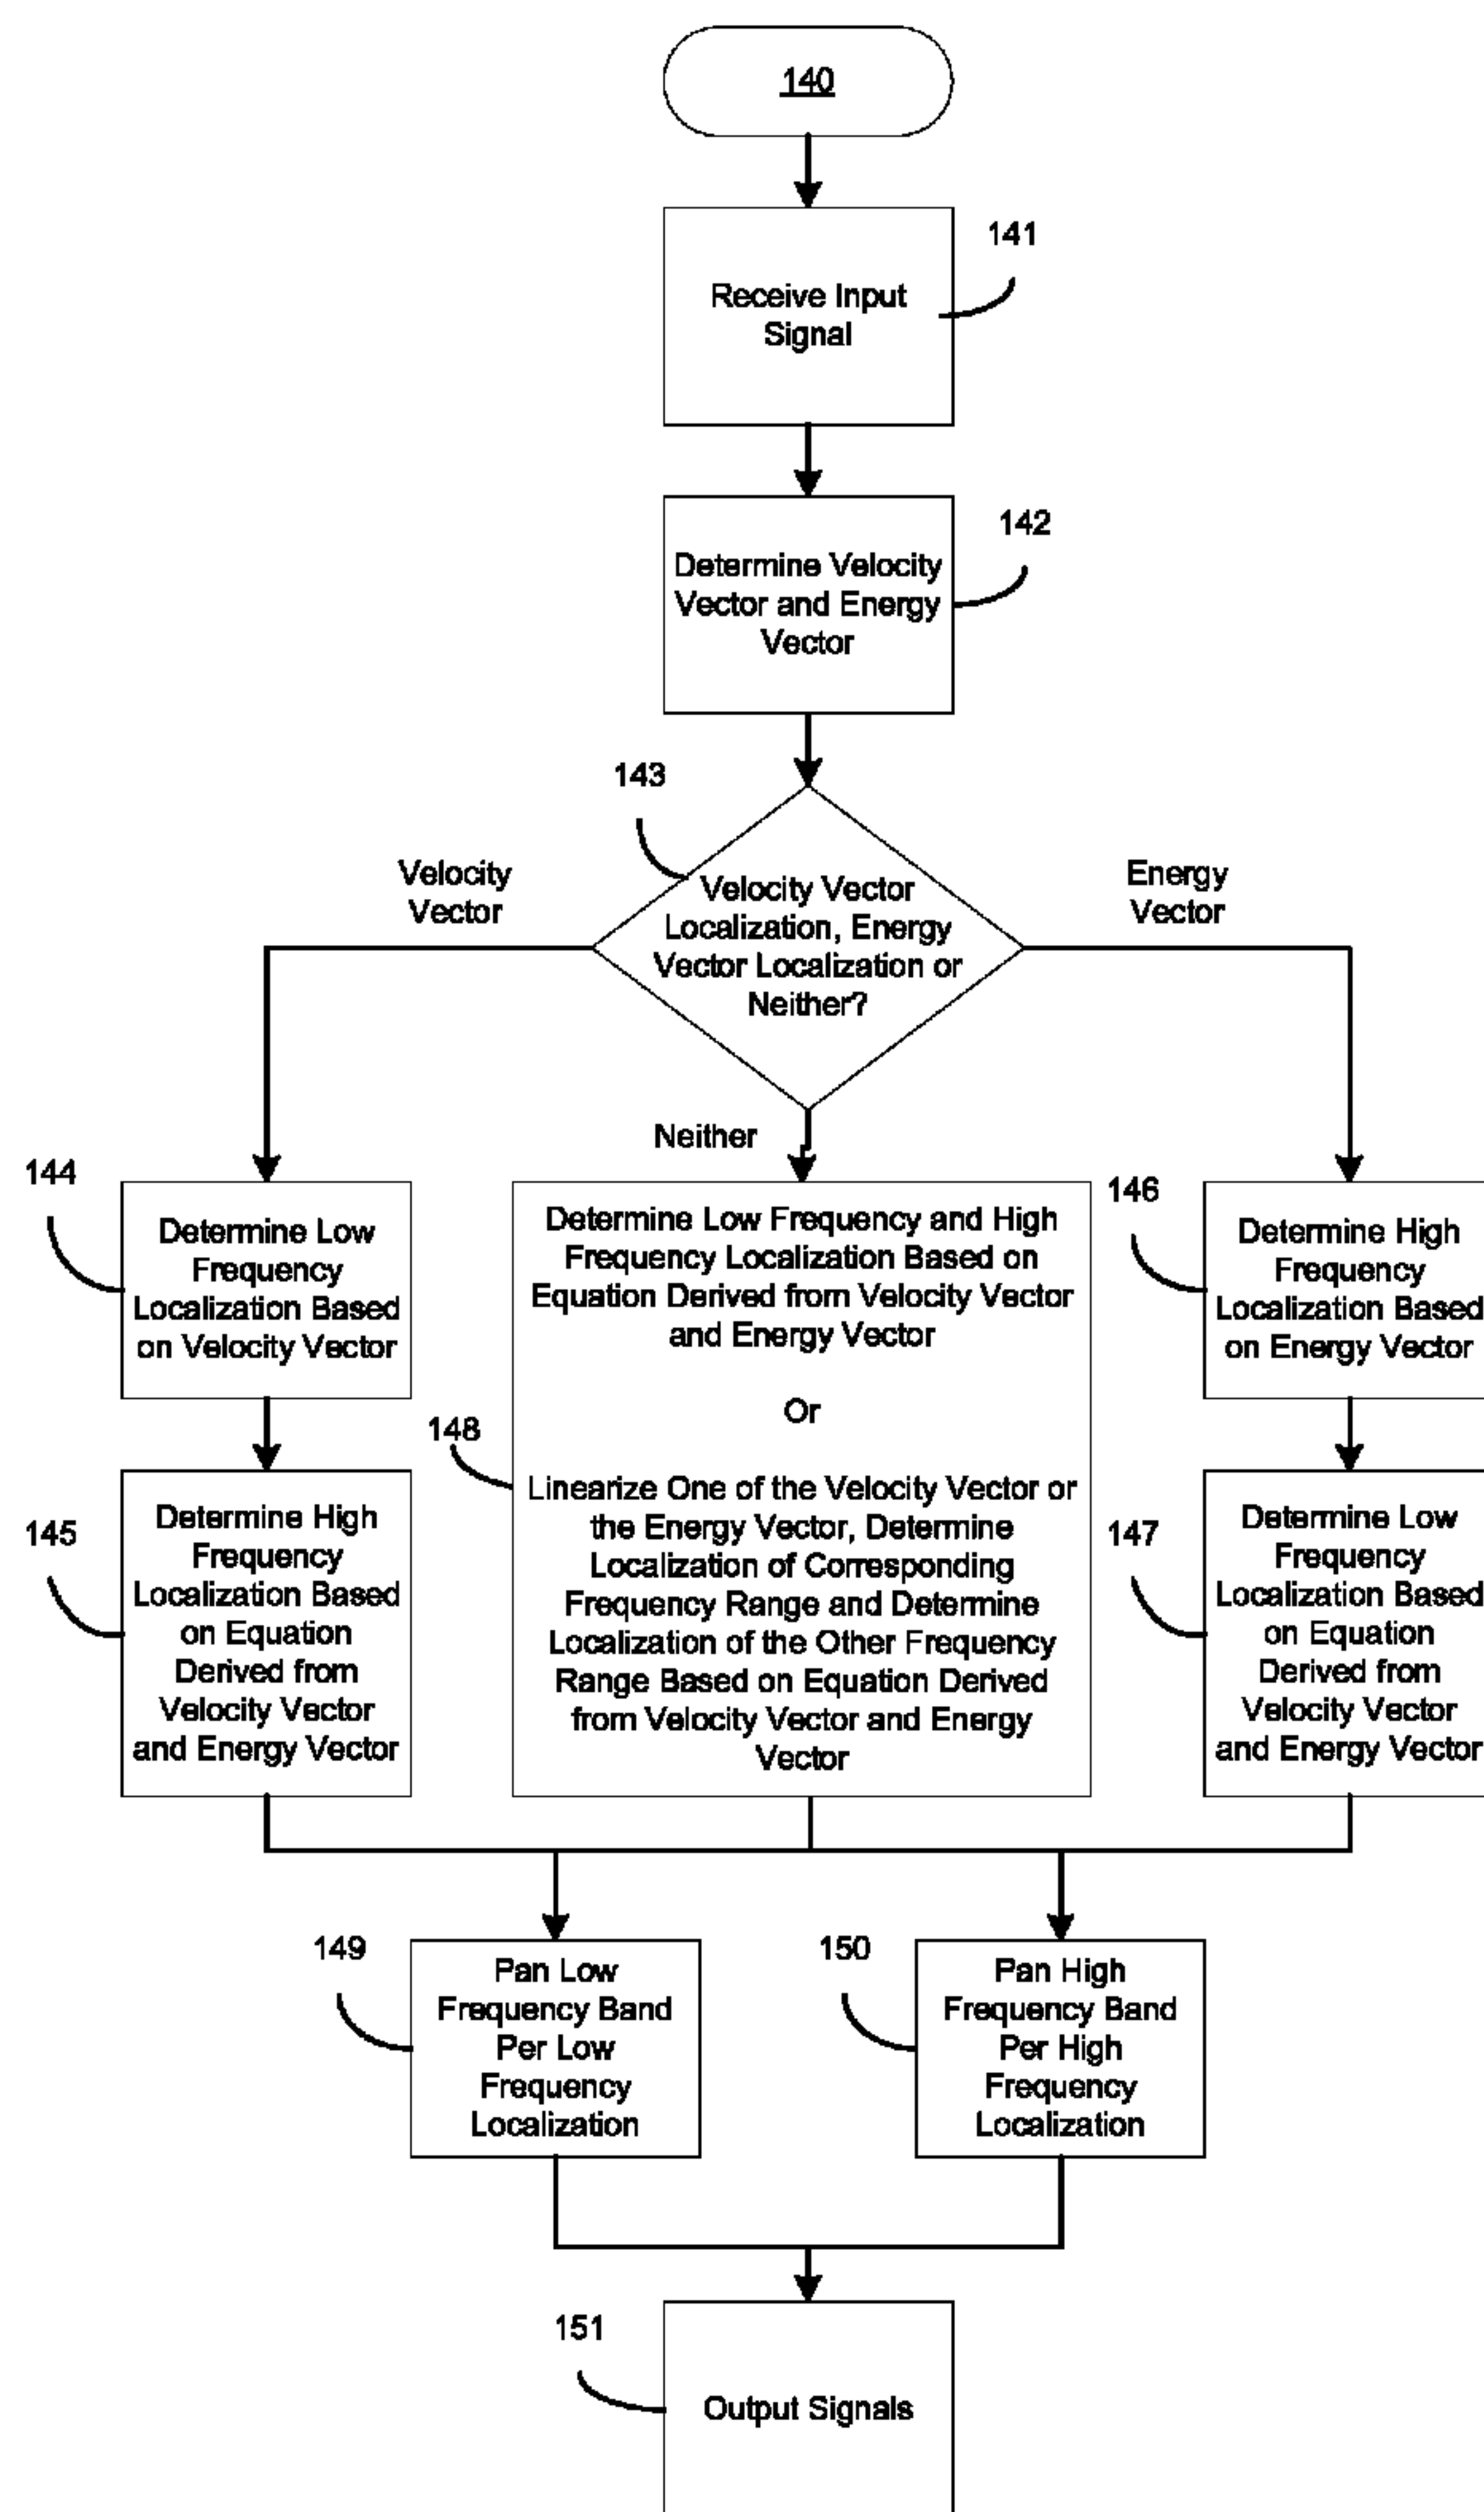 140
141
Receive Input
Signal
142
Determine Velocity
Vector and Energy
Vector
143
Velocity
Vector
Energy
Vector
Velocity Vector
Localization, Energy
Vector Localization or
Neither?
Neither
144
Determine Low
Frequency
Localization Based
on Velocity Vector
145
Determine High
Frequency
Localization Based
on Equation
Derived from
Velocity Vector
and Energy Vector
148
Determine Low Frequency and High
Frequency Localization Based on
Equation Derived from Velocity Vector
and Energy Vector
Or
Linearize One of the Velocity Vector or
the Energy Vector, Determine
Localization of Corresponding
Frequency Range and Determine
Localization of the Other Frequency
Range Based on Equation Derived
from Velocity Vector and Energy
Vector
146
Determine High
Frequency
Localization Based
on Energy Vector
147
Determine Low
Frequency
Localization Based
on Equation
Derived from
Velocity Vector
and Energy Vector
149
Pan Low
Frequency Band
Per Low
Frequency
Localization
150
Pan High
Frequency Band
Per High
Frequency
Localization
151
Output Signals